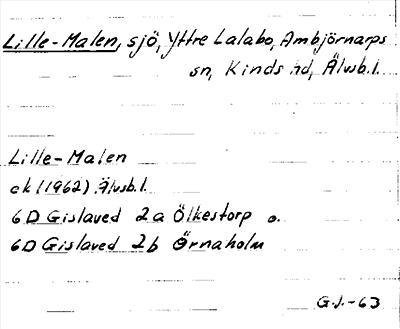 Lille-Malen, sjö, Yttre Lalabo, Ambjörnarps
sn, Kinds hd, Älvsb.l.
Lille-Malen
ek (1962) Älvsb.l.
6D Gislaved 2a Ölkestorp o.
6D Gislaved 2b Örnaholm
G.J.-63